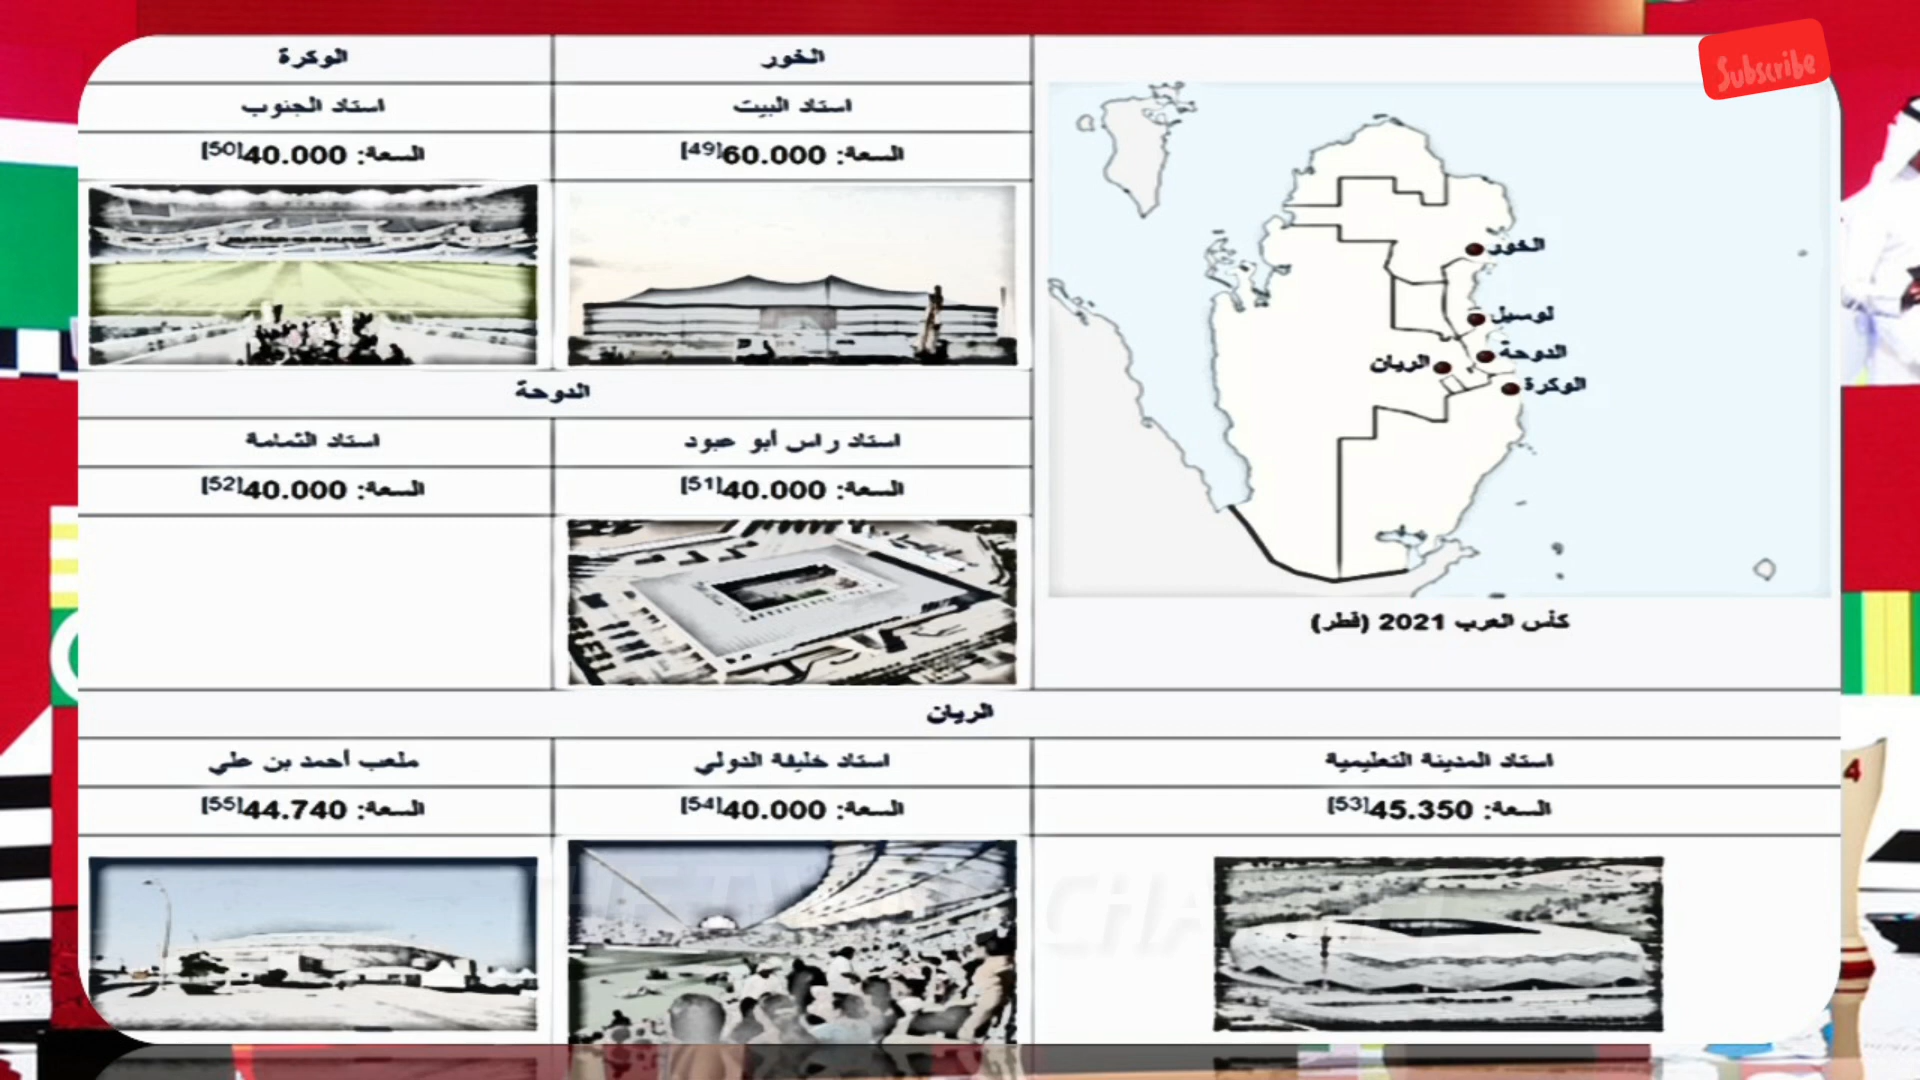 الخور
الوكرة
استاد البيت
استاد الجنوب
السعة: 60.000[49]
السعة: 40.000[50]
الخور
لوسيل
الدوحة
الريان
الوكرة
كأس العرب 2021 (قطر)
الدوحة
استاد راس أبو عبود
استاد الثمامة
السعة: 40.000[51]
السعة: 40.000[52]
الريان
استاد المدينة التعليمية
استاد خليفة الدولي
ملعب أحمد بن علي
السعة: 45.350[53]
السعة: 40.000[54]
السعة: 44.740[55]
Subscribe
4